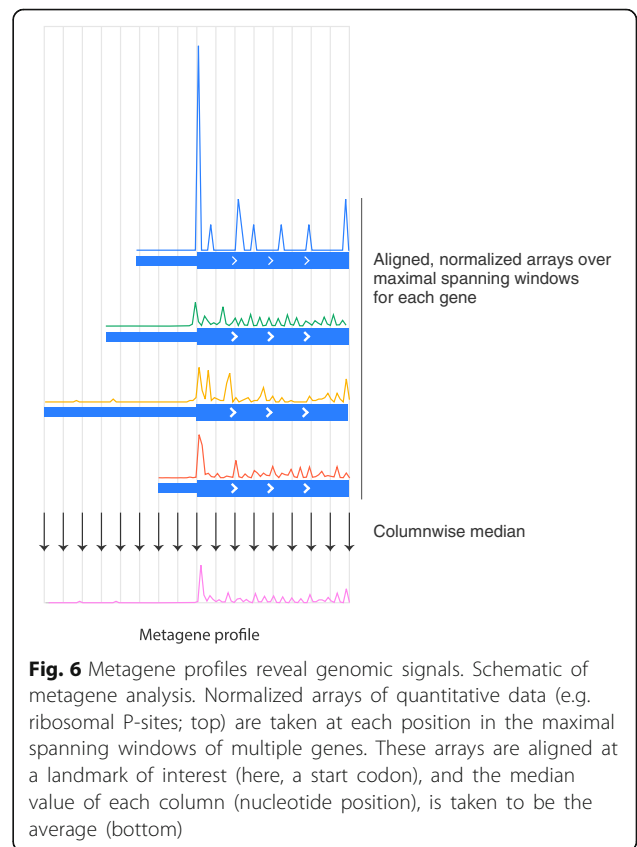 Aligned, normalized arrays over
maximal spanning windows
for each gene
Columnwise median
Metagene profile
Fig. 6 Metagene profiles reveal genomic signals. Schematic of
metagene analysis. Normalized arrays of quantitative data (e.g.
ribosomal P-sites; top) are taken at each position in the maximal
spanning windows of multiple genes. These arrays are aligned at
a landmark of interest (here, a start codon), and the median
value of each column (nucleotide position), is taken to be the
average (bottom)